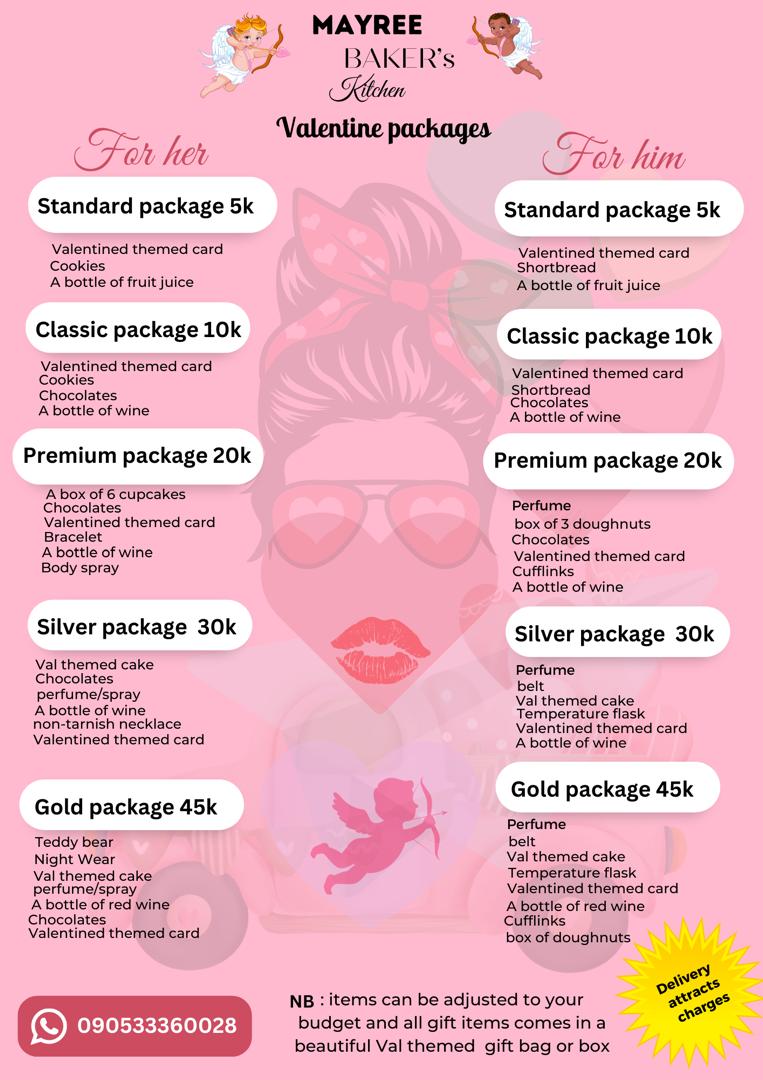 MAYREE
BAKER's
Kitchen
Valentine packages
For her
Standard package 5k
Valentined themed card
Cookies
A bottle of fruit juice
Classic package 10k
Valentined themed card
Cookies
Chocolates
A bottle of wine
Premium package 20k
A box of 6 cupcakes
Chocolates
Valentined themed card
Bracelet
A bottle of wine
Body spray
Silver package 30k
Val themed cake
Chocolates
perfume/spray
A bottle of wine
non-tarnish necklace
Valentined themed card
Gold package 45k
Teddy bear
Night Wear
Val themed cake
perfume/spray
A bottle of red wine
Chocolates
Valentined themed card
For him
Standard package 5k
Valentined themed card
Shortbread
A bottle of fruit juice
Classic package 10k
Valentined themed card
Shortbread
Chocolates
A bottle of wine
Premium package 20k
Perfume
box of 3 doughnuts
Chocolates
Valentined themed card
Cufflinks
A bottle of wine
Silver package 30k
Perfume
belt
Val themed cake
Temperature flask
Valentined themed card
A bottle of wine
Gold package 45k
Perfume
belt
Val themed cake
Temperature flask
Valentined themed card
A bottle of red wine
Cufflinks
box of doughnuts
Delivery
attracts
charges
090533360028
NB : items can be adjusted to your
budget and all gift items comes in a
beautiful Val themed gift bag or box